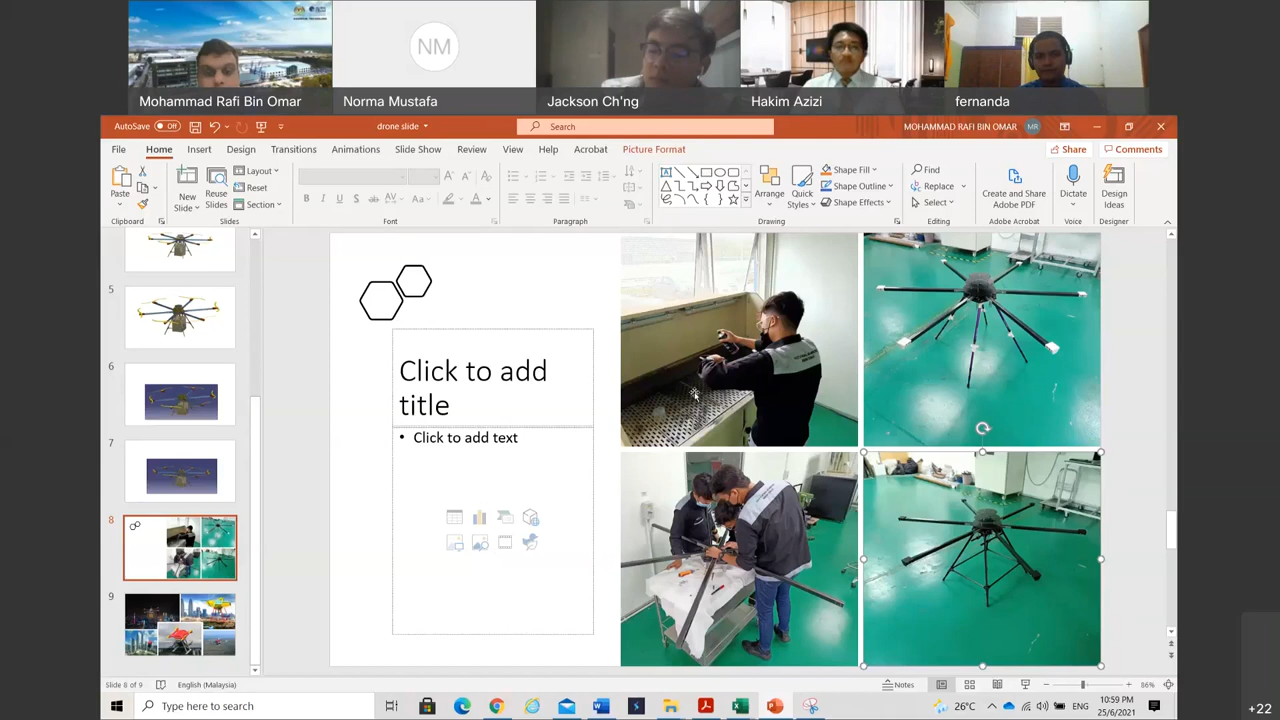 NM
Mohammad Rafi Bin Omar
Norma Mustafa
Jackson Ch'ng
Hakim Azizi
fernanda
AutoSave Off
drone slide
Search
MOHAMMAD RAFI BIN OMAR
MR
File Home Insert Design Transitions Animations Slide Show Review View Help Acrobat Picture Format
Share
Comments
Paste
New
Slide
Reuse
Slides
Layout
Reset
Section
B I U S ab AV Aa A
Arrange
Quick
Styles
Shape Fill
Shape Outline
Shape Effects
Find
Replace
Select
Create and Share
Adobe PDF
Dictate
Design
Ideas
Clipboard
Slides
Font
Paragraph
Drawing
Editing
Adobe Acrobat
Voice
Designer
5
6
7
8
9
Click to add
title
• Click to add text
Slide 8 of 9
English (Malaysia)
Notes
86%
Type here to search
26°C
10:59 PM
25/6/2021
+22